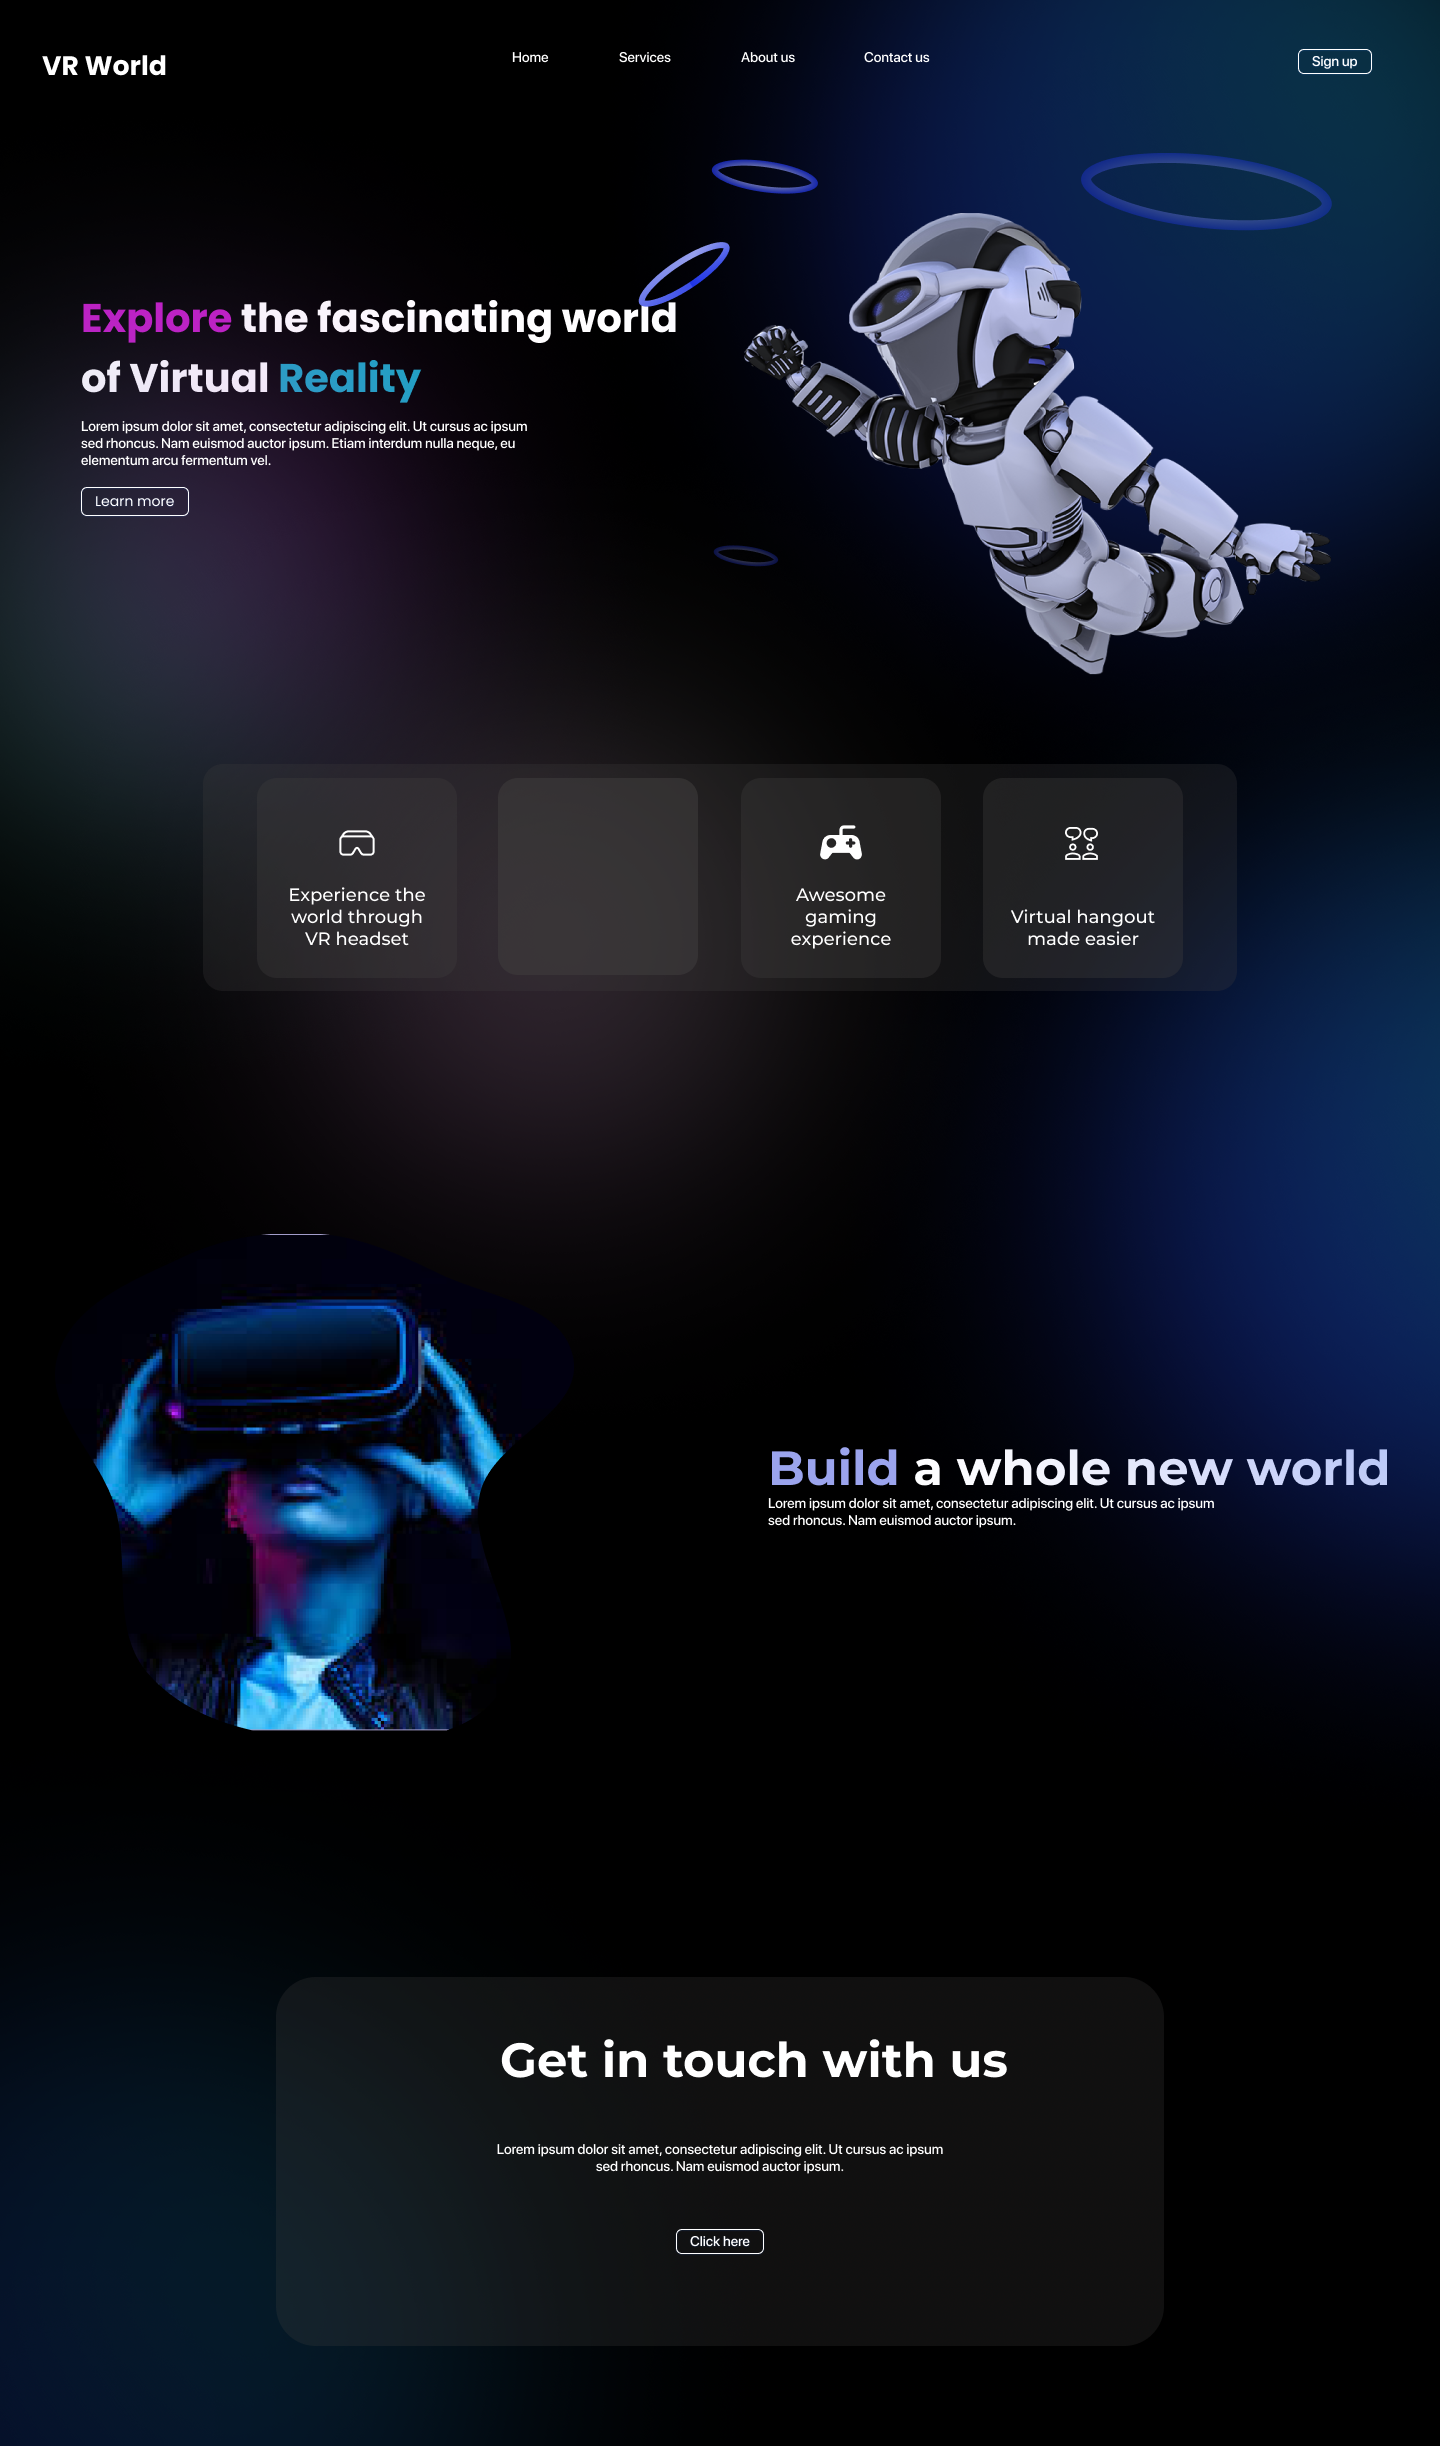 VR World
Home
Services
About us
Contact us
Sign up
Explore the fascinating world
of Virtual Reality
Lorem ipsum dolor sit amet, consectetur adipiscing elit. Ut cursus ac ipsum
sed rhoncus. Nam euismod auctor ipsum. Etiam interdum nulla neque, eu
elementum arcu fermentum vel.
Learn more
Experience the
world through
VR headset
Awesome
gaming
experience
Virtual hangout
made easier
Build a whole new world
Lorem ipsum dolor sit amet, consectetur adipiscing elit. Ut cursus ac ipsum
sed rhoncus. Nam euismod auctor ipsum.
Get in touch with us
Lorem ipsum dolor sit amet, consectetur adipiscing elit. Ut cursus ac ipsum
sed rhoncus. Nam euismod auctor ipsum.
Click here